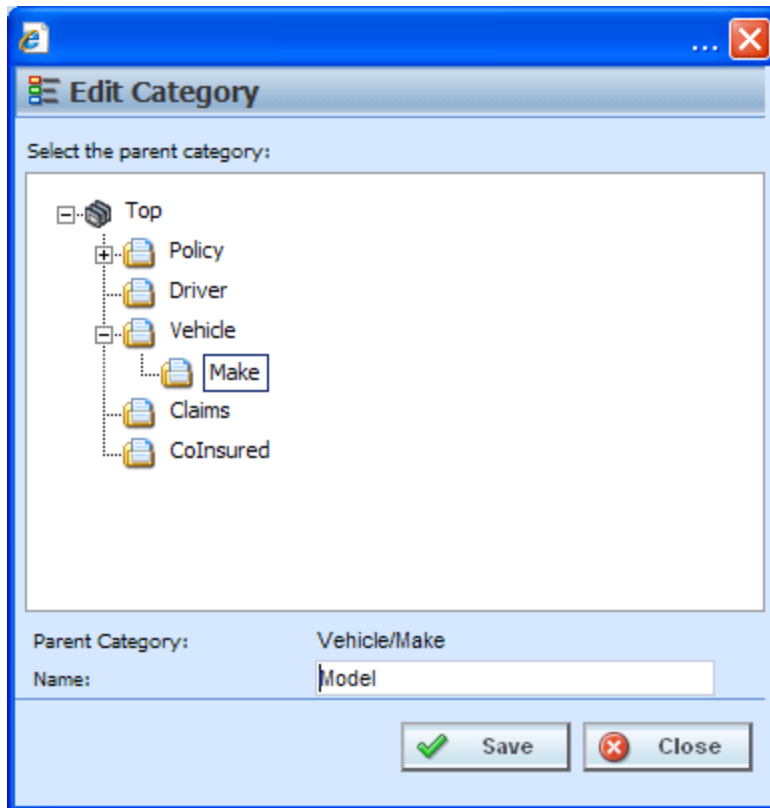 ...
Edit Category
Select the parent category:
Top
Policy
Driver
Vehicle
Make
Claims
CoInsured
Parent Category: Vehicle/Make
Name: Model
Save Close